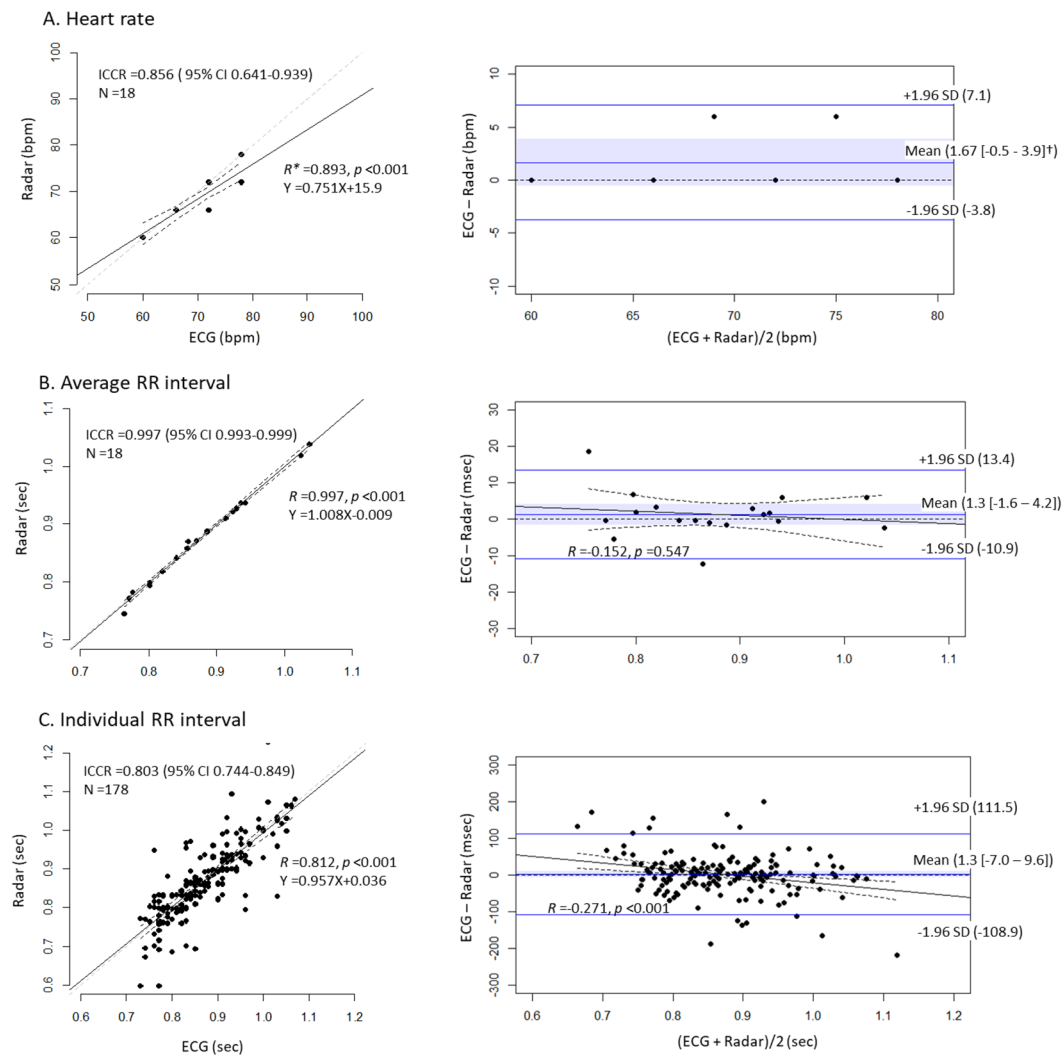 A. Heart rate
ICCR =0.856 ( 95% CI 0.641-0.939)
N =18
R* =0.893, p <0.001
Y =0.751X+15.9
Radar (bpm)
50 60 70 80 90 100
50 60 70 80 90 100
ECG (bpm)
+1.96 SD (7.1)
Mean (1.67 [-0.5 - 3.9]†)
-1.96 SD (-3.8)
ECG – Radar (bpm)
-10 -5 0 5 10
60 65 70 75 80
(ECG + Radar)/2 (bpm)
B. Average RR interval
ICCR =0.997 (95% CI 0.993-0.999)
N =18
R =0.997, p <0.001
Y =1.008X-0.009
Radar (sec)
0.7 0.8 0.9 1.0 1.1
0.7 0.8 0.9 1.0 1.1
+1.96 SD (13.4)
Mean (1.3 [-1.6 – 4.2])
-1.96 SD (-10.9)
R =-0.152, p =0.547
ECG – Radar (msec)
-30 -20 -10 0 10 20 30
0.7 0.8 0.9 1.0 1.1
C. Individual RR interval
ICCR =0.803 (95% CI 0.744-0.849)
N =178
R =0.812, p <0.001
Y =0.957X+0.036
Radar (sec)
0.6 0.7 0.8 0.9 1.0 1.1 1.2
0.6 0.7 0.8 0.9 1.0 1.1 1.2
ECG (sec)
+1.96 SD (111.5)
Mean (1.3 [-7.0 – 9.6])
R =-0.271, p <0.001
-1.96 SD (-108.9)
ECG – Radar (msec)
-300 -200 -100 0 100 200 300
0.6 0.7 0.8 0.9 1.0 1.1 1.2
(ECG + Radar)/2 (sec)